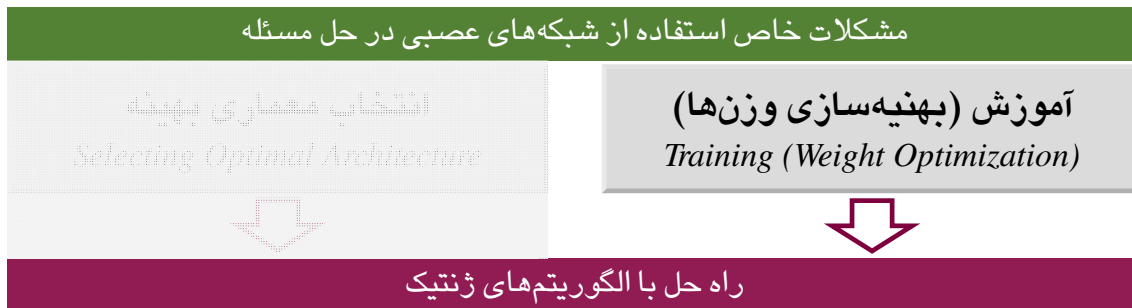 مشکلات خاص استفاده از شبکه‌های عصبی در حل مسئله
آموزش (بهنیه‌سازی وزن‌ها)
Training (Weight Optimization)
انتخاب معماری بهینه
Selecting Optimal Architecture
راه حل با الگوریتم‌های ژنتیک